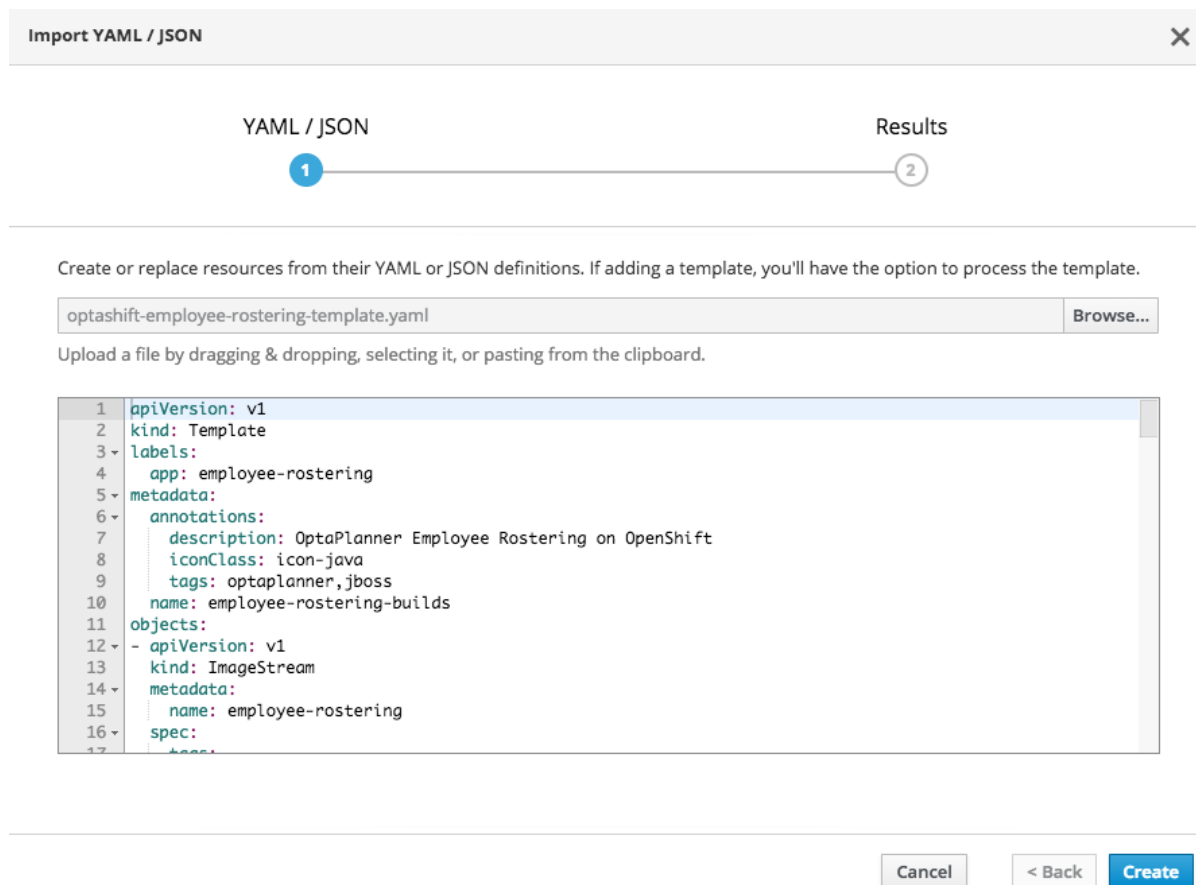 Import YAML / JSON
YAML / JSON
Results
1
2
Create or replace resources from their YAML or JSON definitions. If adding a template, you'll have the option to process the template.
optashift-employee-rostering-template.yaml
Browse...
Upload a file by dragging & dropping, selecting it, or pasting from the clipboard.
1 apiVersion: v1
2 kind: Template
3 labels:
4 app: employee-rostering
5 metadata:
6 annotations:
7 description: OptaPlanner Employee Rostering on OpenShift
8 iconClass: icon-java
9 tags: optaplanner,jboss
10 name: employee-rostering-builds
11 objects:
12 - apiVersion: v1
13 kind: ImageStream
14 metadata:
15 name: employee-rostering
16 spec:
17 tags:
Cancel
< Back
Create